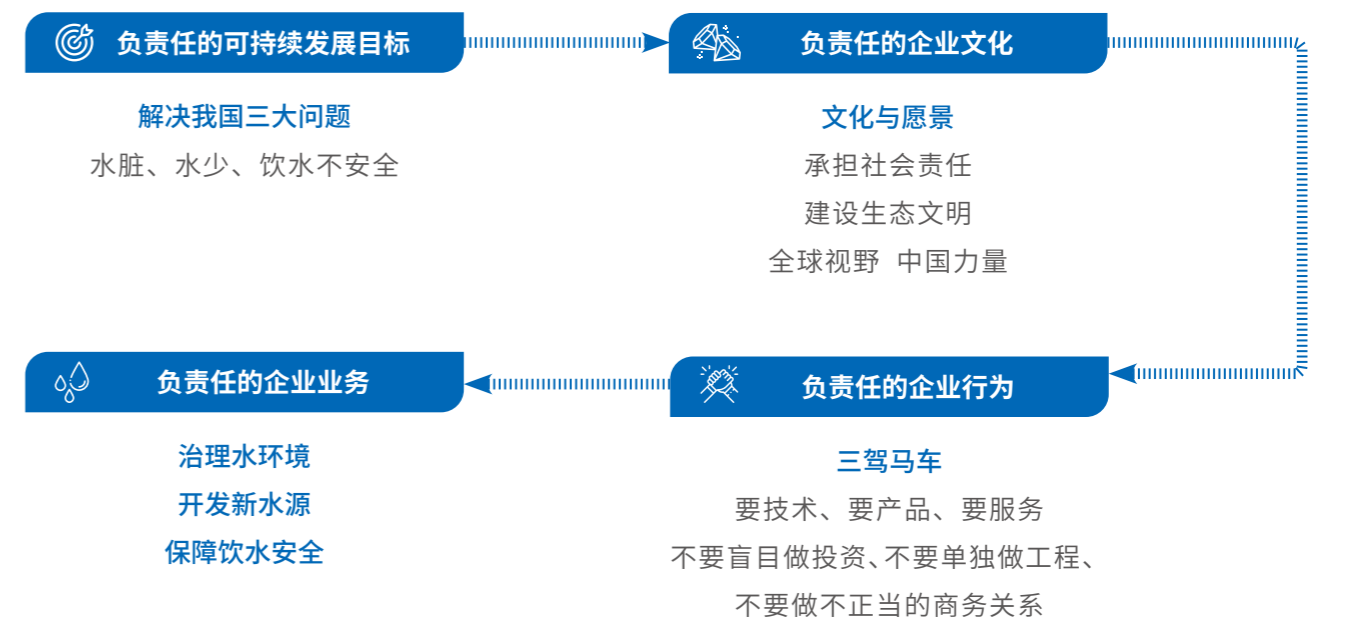 负责任的可持续发展目标
解决我国三大问题
水脏、水少、饮水不安全
负责任的企业文化
文化与愿景
承担社会责任
建设生态文明
全球视野 中国力量
负责任的企业行为
三驾马车
要技术、要产品、要服务
不要盲目做投资、不要单独做工程、
不要做不正当的商务关系
负责任的企业业务
治理水环境
开发新水源
保障饮水安全